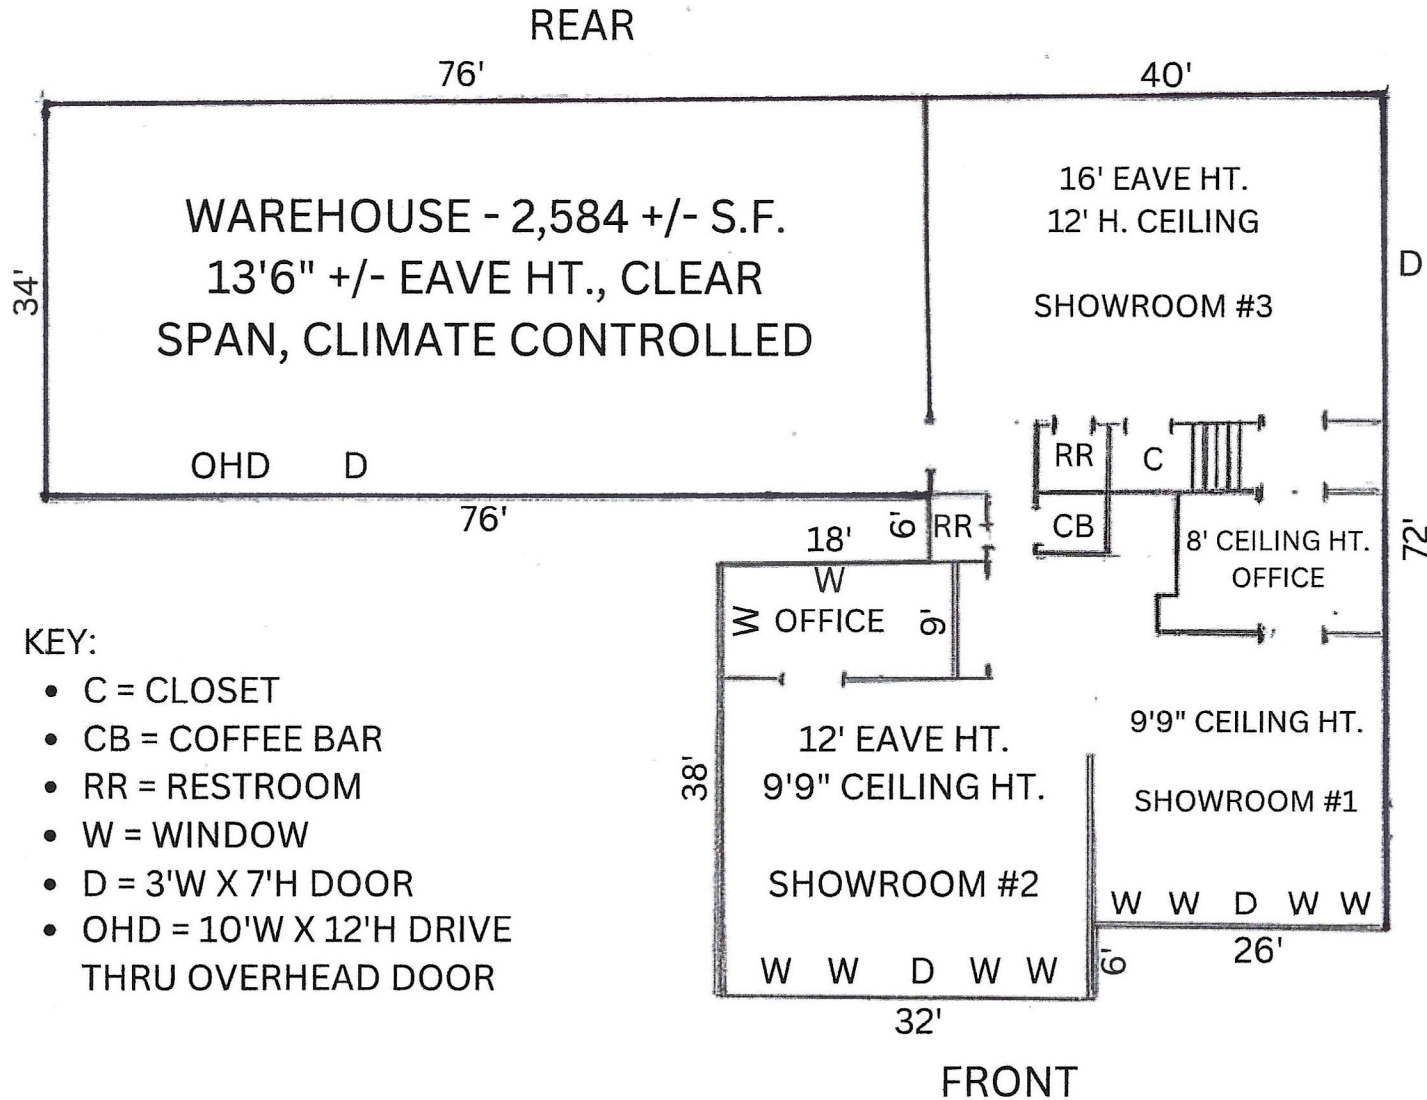 REAR
76'
40'
WAREHOUSE - 2,584 +/- S.F.
13'6" +/- EAVE HT., CLEAR
SPAN, CLIMATE CONTROLLED
34'
OHD
D
76'
16' EAVE HT.
12' H. CEILING
SHOWROOM #3
D
RR
C
6'
RR
CB
8' CEILING HT.
OFFICE
72'
18'
W
W
OFFICE
9'
KEY:
• C = CLOSET
• CB = COFFEE BAR
• RR = RESTROOM
• W = WINDOW
• D = 3'W X 7'H DOOR
• OHD = 10'W X 12'H DRIVE
THRU OVERHEAD DOOR
38'
12' EAVE HT.
9'9" CEILING HT.
SHOWROOM #2
W W D W W
32'
9'9" CEILING HT.
SHOWROOM #1
W W D W W
6'
26'
FRONT